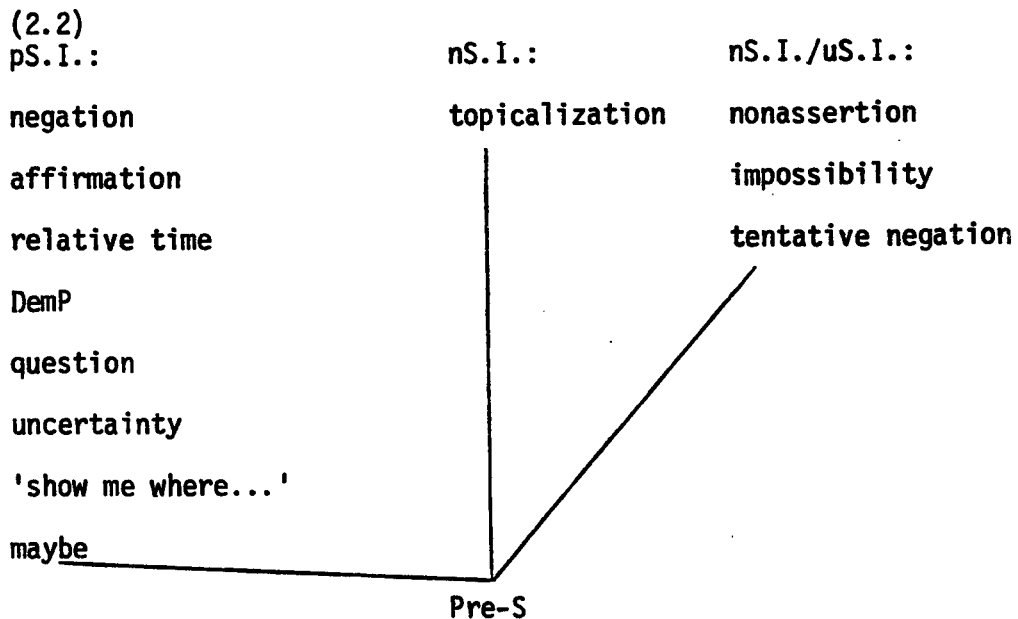 (2.2)
pS.I.: nS.I.: nS.I./uS.I.:
negation topicalization nonassertion
affirmation impossibility
relative time tentative negation
DemP
question
uncertainty
'show me where...'
maybe
Pre-S